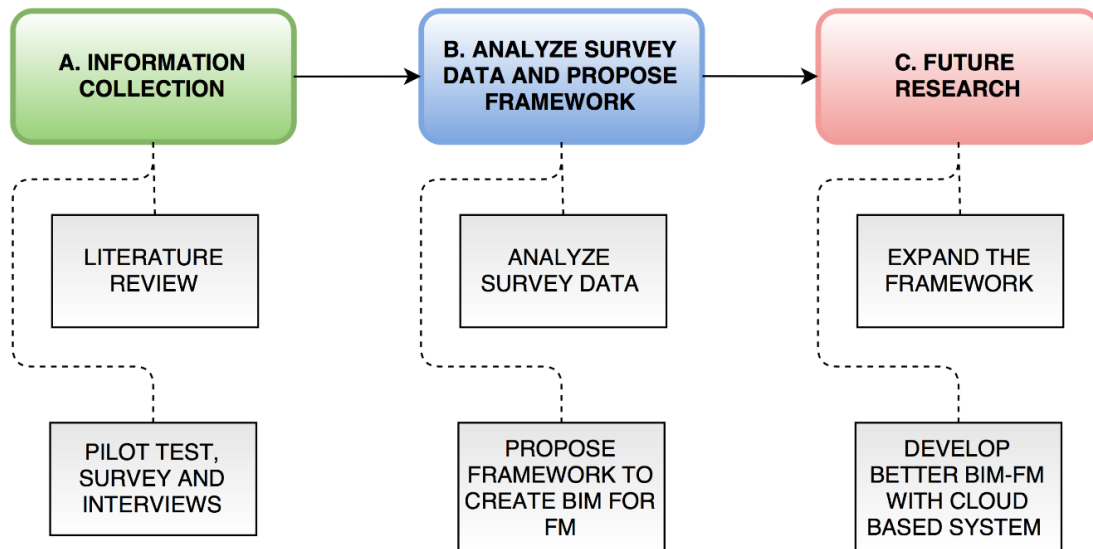 A. INFORMATION
COLLECTION
B. ANALYZE SURVEY
DATA AND PROPOSE
FRAMEWORK
C. FUTURE
RESEARCH
LITERATURE
REVIEW
ANALYZE
SURVEY DATA
EXPAND THE
FRAMEWORK
PILOT TEST,
SURVEY AND
INTERVIEWS
PROPOSE
FRAMEWORK TO
CREATE BIM FOR
FM
DEVELOP
BETTER BIM-FM
WITH CLOUD
BASED SYSTEM